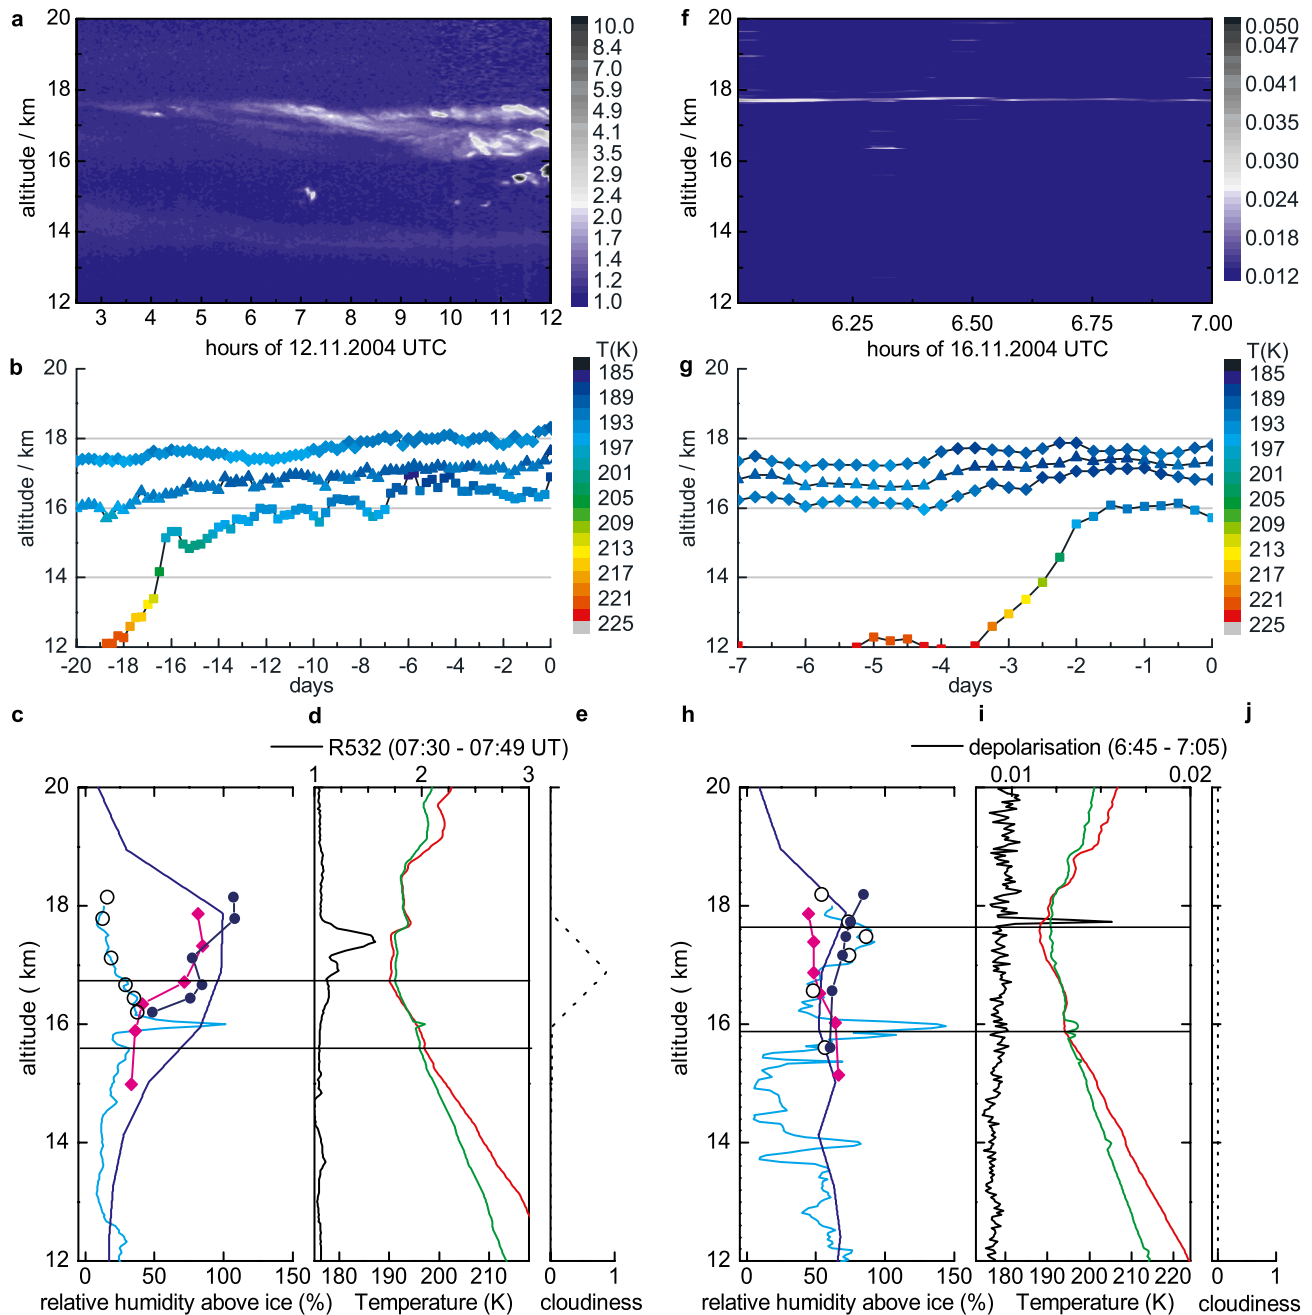 a
20
18
16
14
12
altitude / km
3 4 5 6 7 8 9 10 11 12
hours of 12.11.2004 UTC
10.0
8.4
7.0
5.9
4.9
4.1
3.5
2.9
2.4
2.0
1.7
1.4
1.2
1.0
f
20
18
16
14
12
altitude / km
6.25 6.50 6.75 7.00
hours of 16.11.2004 UTC
0.050
0.047
0.041
0.035
0.030
0.024
0.018
0.012
b
20
18
16
14
12
altitude / km
-20 -18 -16 -14 -12 -10 -8 -6 -4 -2 0
days
T(K)
185
189
193
197
201
205
209
213
217
221
225
g
20
18
16
14
12
altitude / km
-7 -6 -5 -4 -3 -2 -1 0
days
T(K)
185
189
193
197
201
205
209
213
217
221
225
c
d
e
R532 (07:30 - 07:49 UT)
1 2 3
20
18
16
14
12
altitude ( km)
0 50 100 150
relative humidity above ice (%)
180 190 200 210
Temperature (K)
0 1
cloudiness
h
i
j
depolarisation (6:45 - 7:05)
0.01 0.02
20
18
16
14
12
altitude ( km)
0 50 100 150
relative humidity above ice (%)
180 190 200 210 220
Temperature (K)
0 1
cloudiness